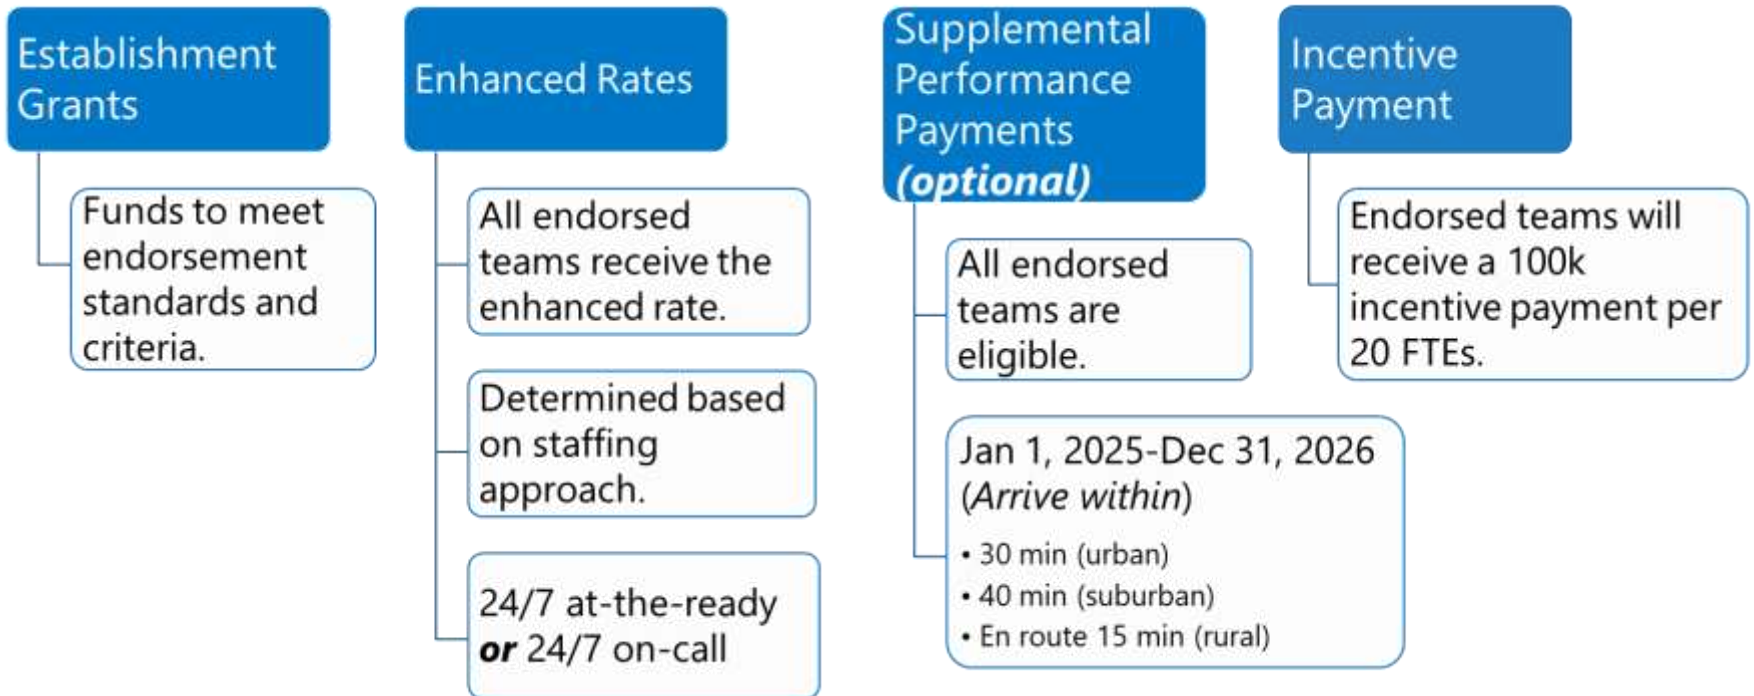 Establishment
Grants
Funds to meet
endorsement
standards and
criteria.
Enhanced Rates
All endorsed
teams receive the
enhanced rate.
Determined based
on staffing
approach.
24/7 at-the-ready
or 24/7 on-call
Supplemental
Performance
Payments
(optional)
All endorsed
teams are
eligible.
Jan 1, 2025-Dec 31, 2026
(Arrive within)
• 30 min (urban)
• 40 min (suburban)
• En route 15 min (rural)
Incentive
Payment
Endorsed teams will
receive a 100k
incentive payment per
20 FTEs.